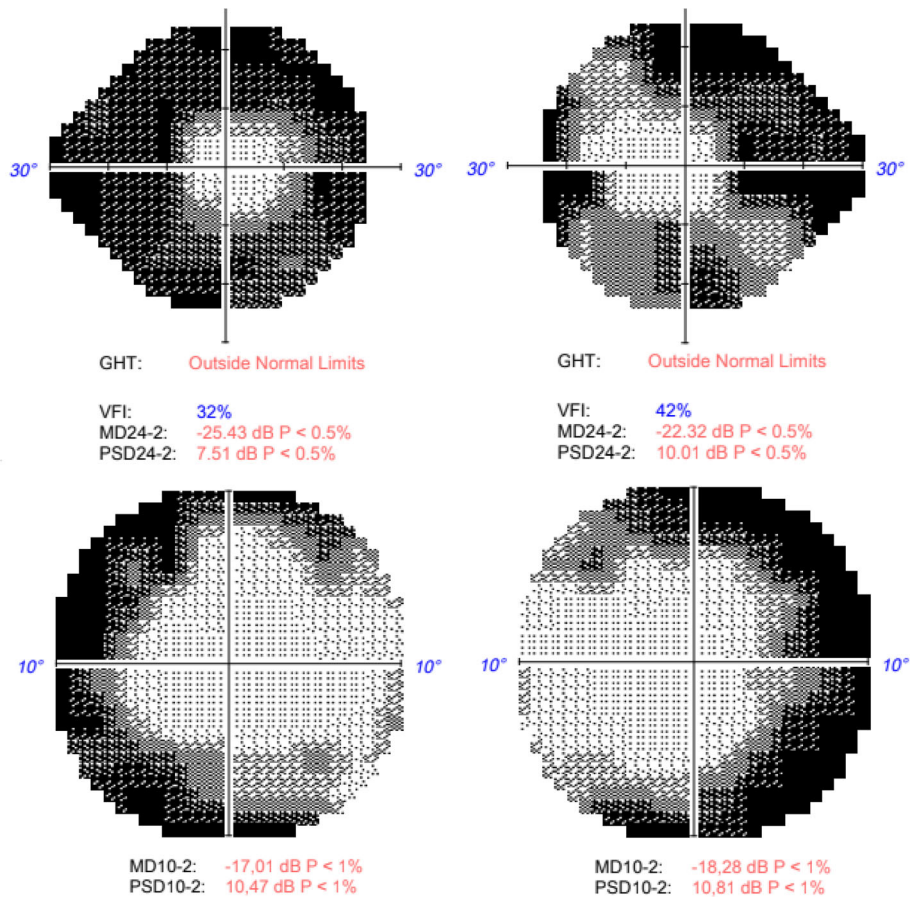 30° 30° 30° 30°
GHT: Outside Normal Limits
VFI: 32%
MD24-2: -25.43 dB P < 0.5%
PSD24-2: 7.51 dB P < 0.5%
GHT: Outside Normal Limits
VFI: 42%
MD24-2: -22.32 dB P < 0.5%
PSD24-2: 10.01 dB P < 0.5%
10° 10° 10° 10°
MD10-2: -17,01 dB P < 1%
PSD10-2: 10,47 dB P < 1%
MD10-2: -18,28 dB P < 1%
PSD10-2: 10,81 dB P < 1%